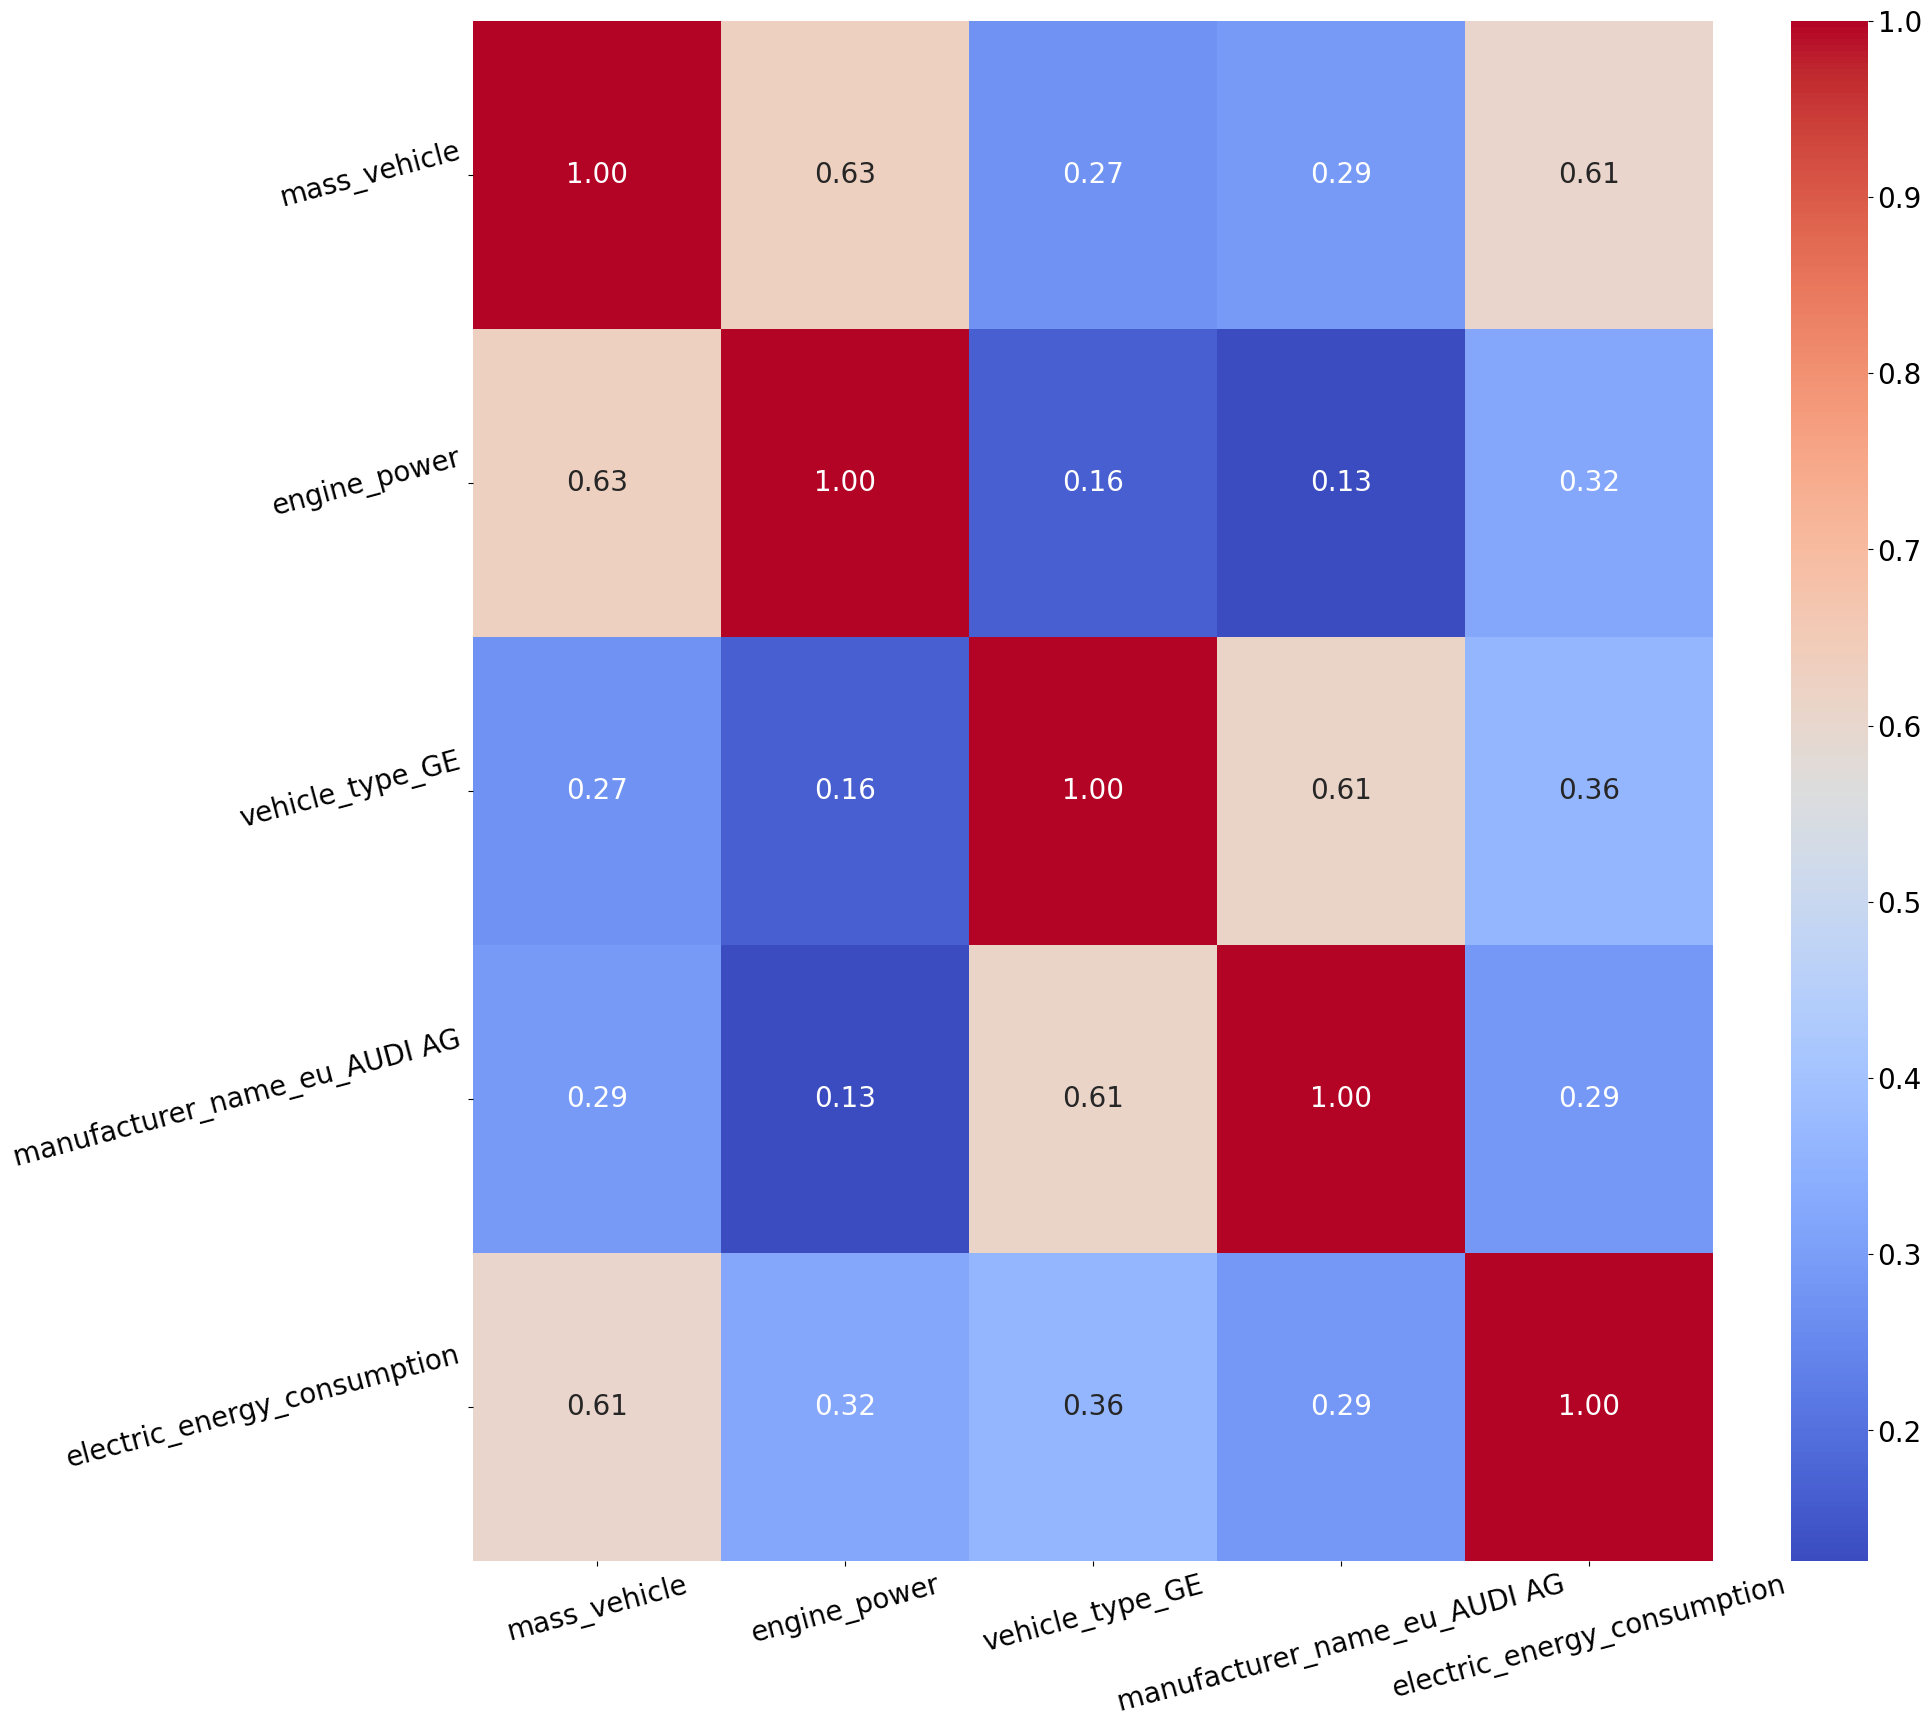 mass_vehicle 1.00 0.63 0.27 0.29 0.61
engine_power 0.63 1.00 0.16 0.13 0.32
vehicle_type_GE 0.27 0.16 1.00 0.61 0.36
manufacturer_name_eu_AUDI AG 0.29 0.13 0.61 1.00 0.29
electric_energy_consumption 0.61 0.32 0.36 0.29 1.00
mass_vehicle
engine_power
vehicle_type_GE
manufacturer_name_eu_AUDI AG
electric_energy_consumption
1.0
0.9
0.8
0.7
0.6
0.5
0.4
0.3
0.2